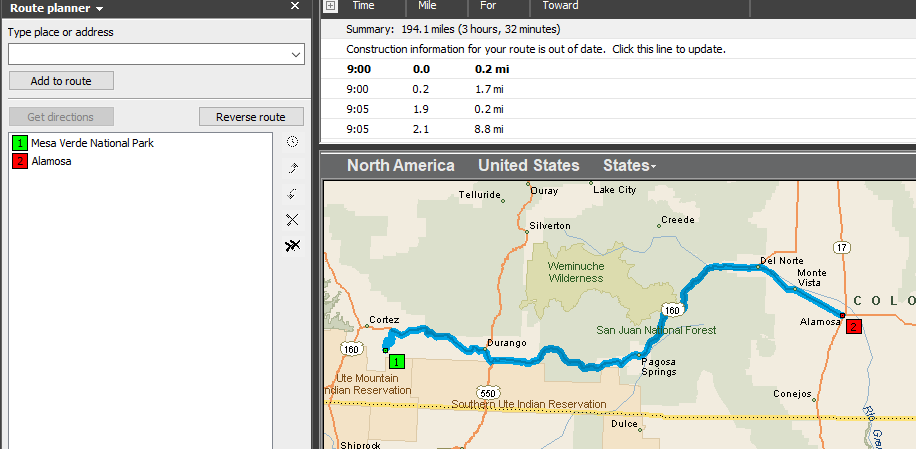 Route planner
Type place or address
Add to route
Get directions
Reverse route
1 Mesa Verde National Park
2 Alamosa
Time Mile For Toward
Summary: 194.1 miles (3 hours, 32 minutes)
Construction information for your route is out of date. Click this line to update.
9:00 0.0 0.2 mi
9:00 0.2 1.7 mi
9:05 1.9 0.2 mi
9:05 2.1 8.8 mi
North America United States States
Telluride
Ouray
Lake City
Silverton
Creede
17
Weminuche
Wilderness
Del Norte
Monte
Vista
COLO
160
Alamosa
2
Cortez
San Juan National Forest
160
1
Durango
Pagosa
Springs
Ute Mountain
Indian Reservation
550
Southern Ute Indian Reservation
Conejos
Dulce
Rio Gra
Shiprock